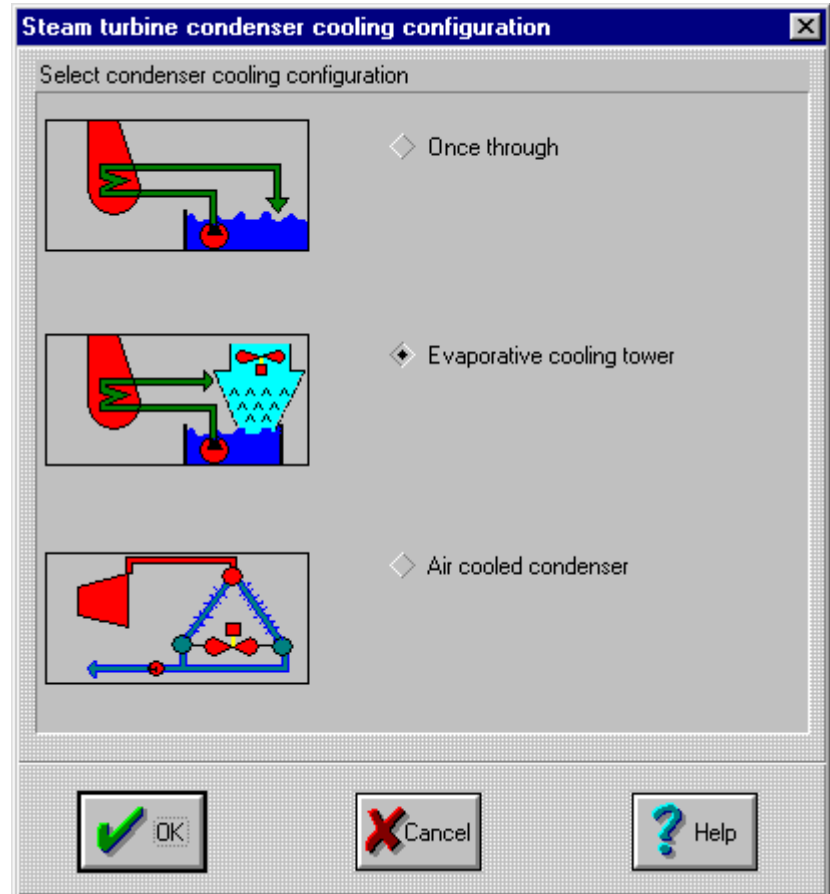 Steam turbine condenser cooling configuration
Select condenser cooling configuration
Once through
Evaporative cooling tower
Air cooled condenser
OK
Cancel
Help